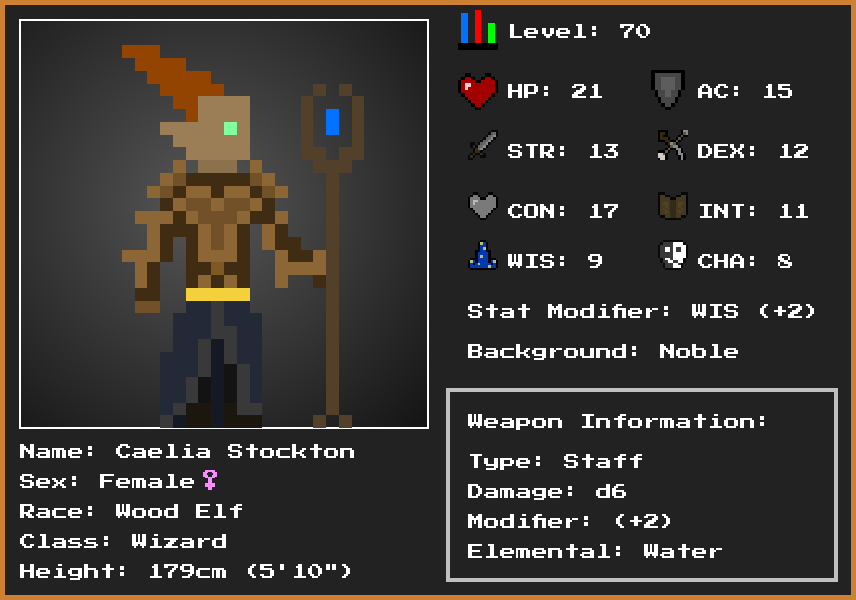 Level: 70
HP: 21
AC: 15
STR: 13
DEX: 12
CON: 17
INT: 11
WIS: 9
CHA: 8
Stat Modifier: WIS (+2)
Background: Noble
Weapon Information:
Type: Staff
Damage: d6
Modifier: (+2)
Elemental: Water
Name: Caelia Stockton
Sex: Female♀
Race: Wood Elf
Class: Wizard
Height: 179cm (5'10")